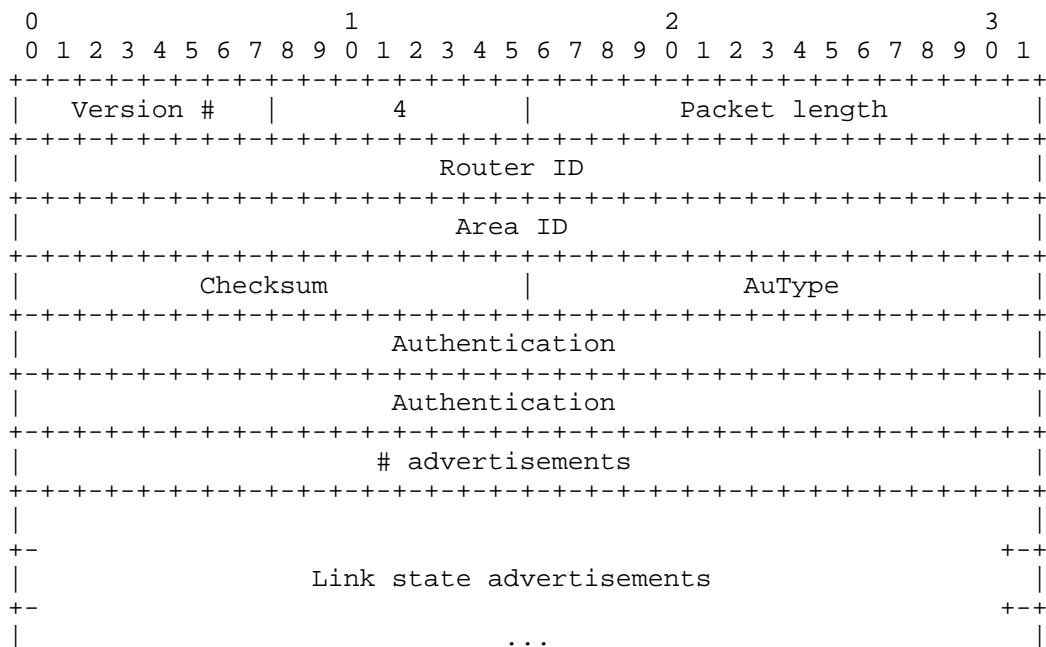 0                   1                   2                   3
 0 1 2 3 4 5 6 7 8 9 0 1 2 3 4 5 6 7 8 9 0 1 2 3 4 5 6 7 8 9 0 1
+-+-+-+-+-+-+-+-+-+-+-+-+-+-+-+-+-+-+-+-+-+-+-+-+-+-+-+-+-+-+-+-+
|   Version #   |       4       |         Packet length         |
+-+-+-+-+-+-+-+-+-+-+-+-+-+-+-+-+-+-+-+-+-+-+-+-+-+-+-+-+-+-+-+-+
|                          Router ID                            |
+-+-+-+-+-+-+-+-+-+-+-+-+-+-+-+-+-+-+-+-+-+-+-+-+-+-+-+-+-+-+-+-+
|                           Area ID                             |
+-+-+-+-+-+-+-+-+-+-+-+-+-+-+-+-+-+-+-+-+-+-+-+-+-+-+-+-+-+-+-+-+
|           Checksum            |             AuType            |
+-+-+-+-+-+-+-+-+-+-+-+-+-+-+-+-+-+-+-+-+-+-+-+-+-+-+-+-+-+-+-+-+
|                       Authentication                          |
+-+-+-+-+-+-+-+-+-+-+-+-+-+-+-+-+-+-+-+-+-+-+-+-+-+-+-+-+-+-+-+-+
|                       Authentication                          |
+-+-+-+-+-+-+-+-+-+-+-+-+-+-+-+-+-+-+-+-+-+-+-+-+-+-+-+-+-+-+-+-+
|                      # advertisements                         |
+-+-+-+-+-+-+-+-+-+-+-+-+-+-+-+-+-+-+-+-+-+-+-+-+-+-+-+-+-+-+-+-+
|                                                               |
+-                                                            +-+
|                  Link state advertisements                    |
+-                                                            +-+
|                              ...                              |